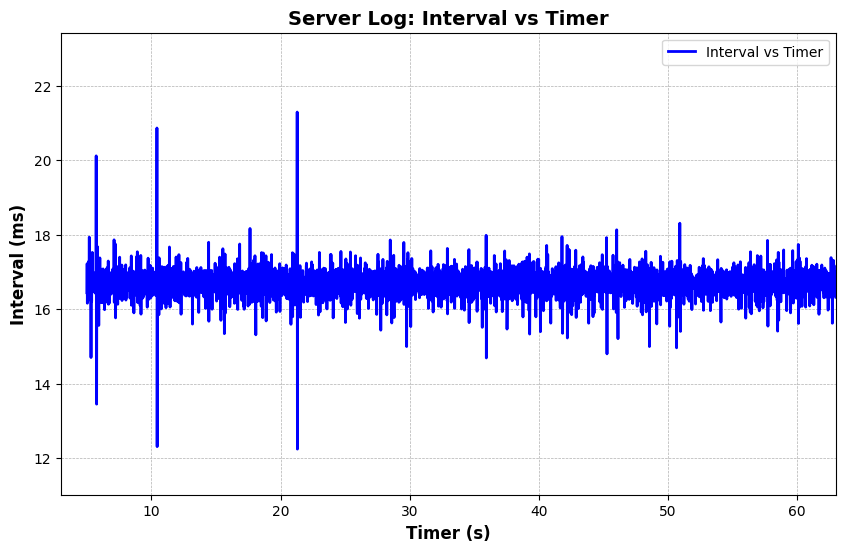 Server Log: Interval vs Timer
Interval vs Timer
22
20
18
16
14
12
Interval (ms)
10 20 30 40 50 60
Timer (s)